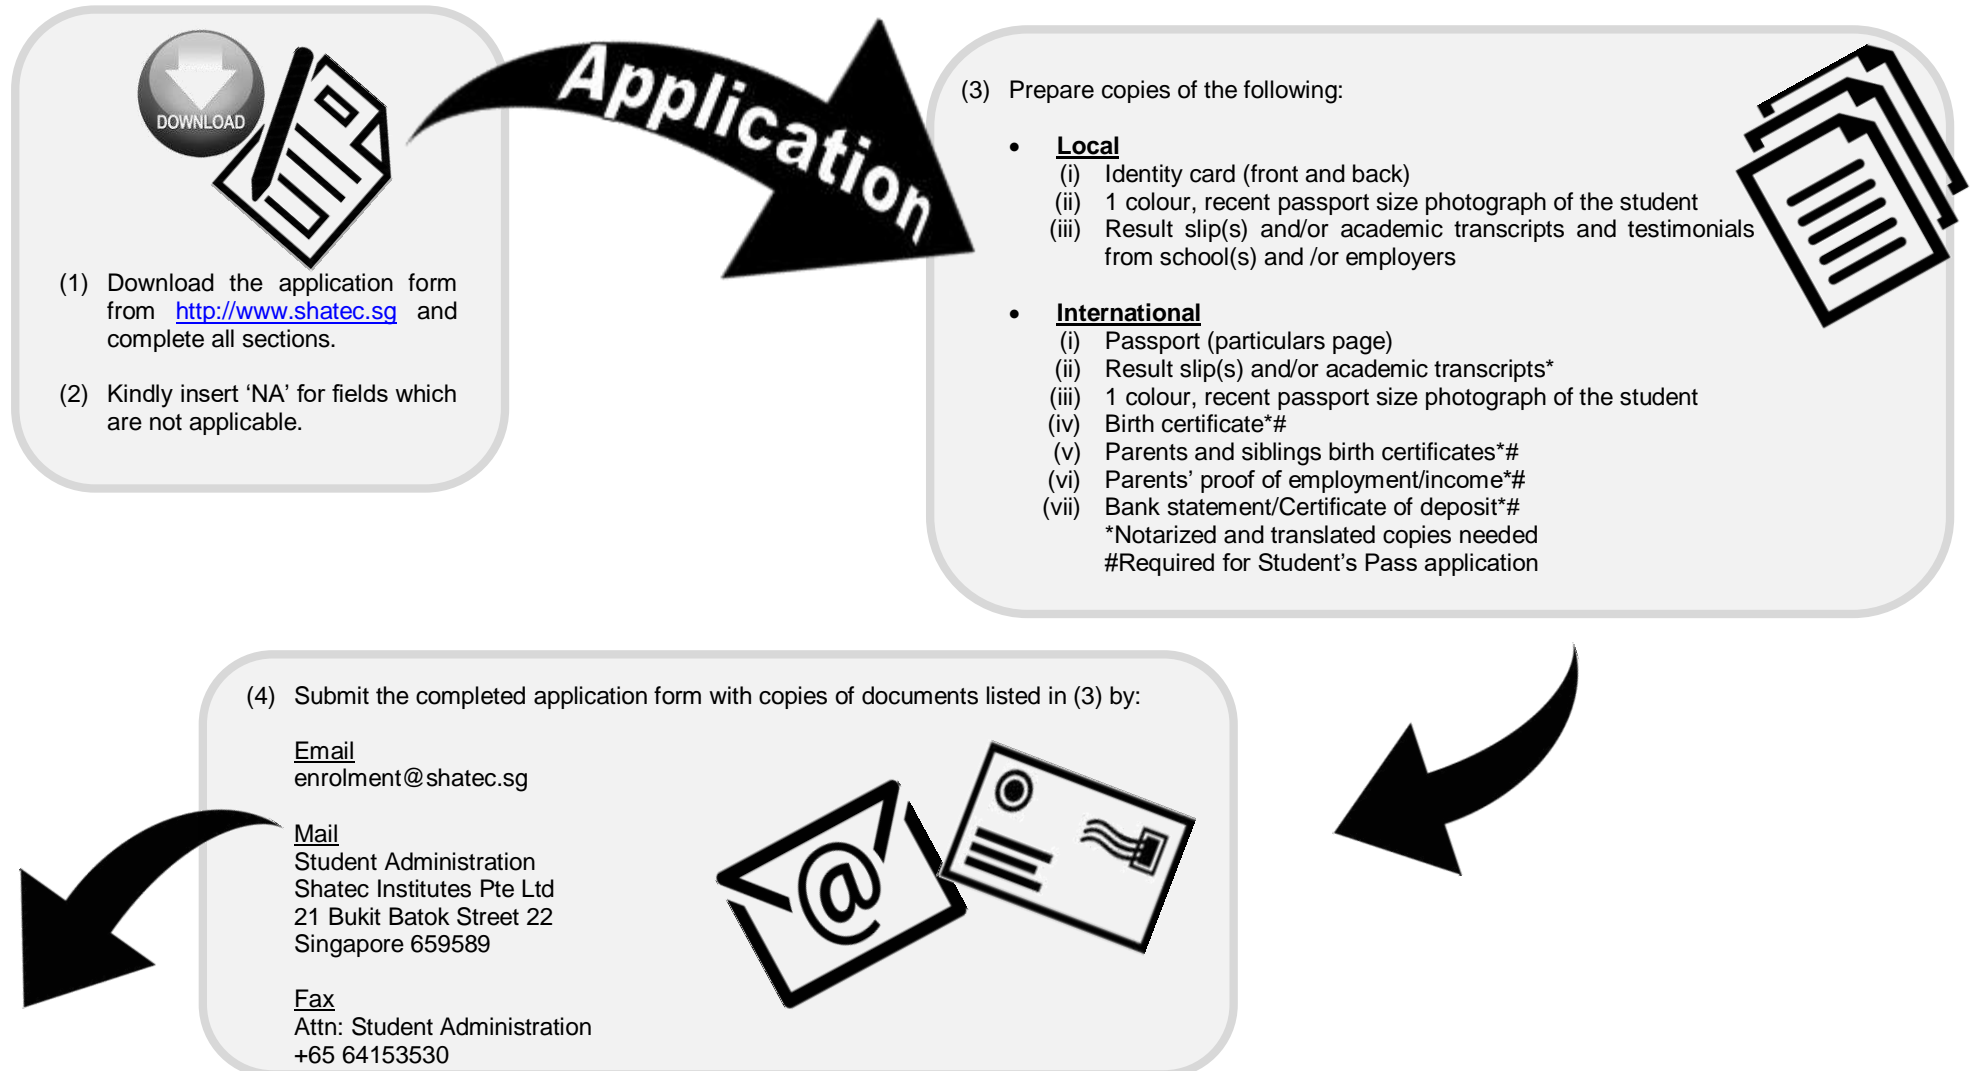 DOWNLOAD
(1) Download the application form
from http://www.shatec.sg and
complete all sections.
(2) Kindly insert ‘NA’ for fields which
are not applicable.
Application
(3) Prepare copies of the following:
• Local
(i) Identity card (front and back)
(ii) 1 colour, recent passport size photograph of the student
(iii) Result slip(s) and/or academic transcripts and testimonials
from school(s) and /or employers
• International
(i) Passport (particulars page)
(ii) Result slip(s) and/or academic transcripts*
(iii) 1 colour, recent passport size photograph of the student
(iv) Birth certificate*#
(v) Parents and siblings birth certificates*#
(vi) Parents’ proof of employment/income*#
(vii) Bank statement/Certificate of deposit*#
*Notarized and translated copies needed
#Required for Student’s Pass application
(4) Submit the completed application form with copies of documents listed in (3) by:
Email
enrolment@shatec.sg
Mail
Student Administration
Shatec Institutes Pte Ltd
21 Bukit Batok Street 22
Singapore 659589
Fax
Attn: Student Administration
+65 64153530
@